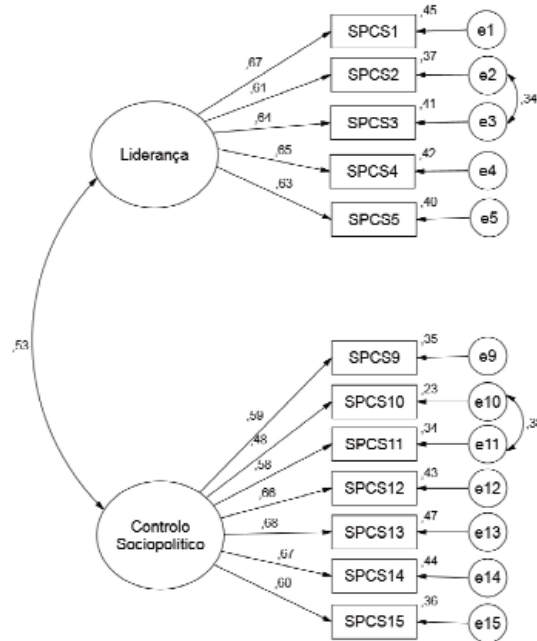 ,45
SPCS1
e1
,67
,37
SPCS2
e2
,61
,41
,34
SPCS3
e3
,64
Liderança
,42
SPCS4
e4
,65
,40
SPCS5
e5
,63
,53
,35
SPCS9
e9
,59
,23
SPCS10
e10
,48
,34
SPCS11
e11
,58
,43
SPCS12
e12
,66
Controlo
Sociopolítico
,47
SPCS13
e13
,68
,44
SPCS14
e14
,67
,36
SPCS15
e15
,60